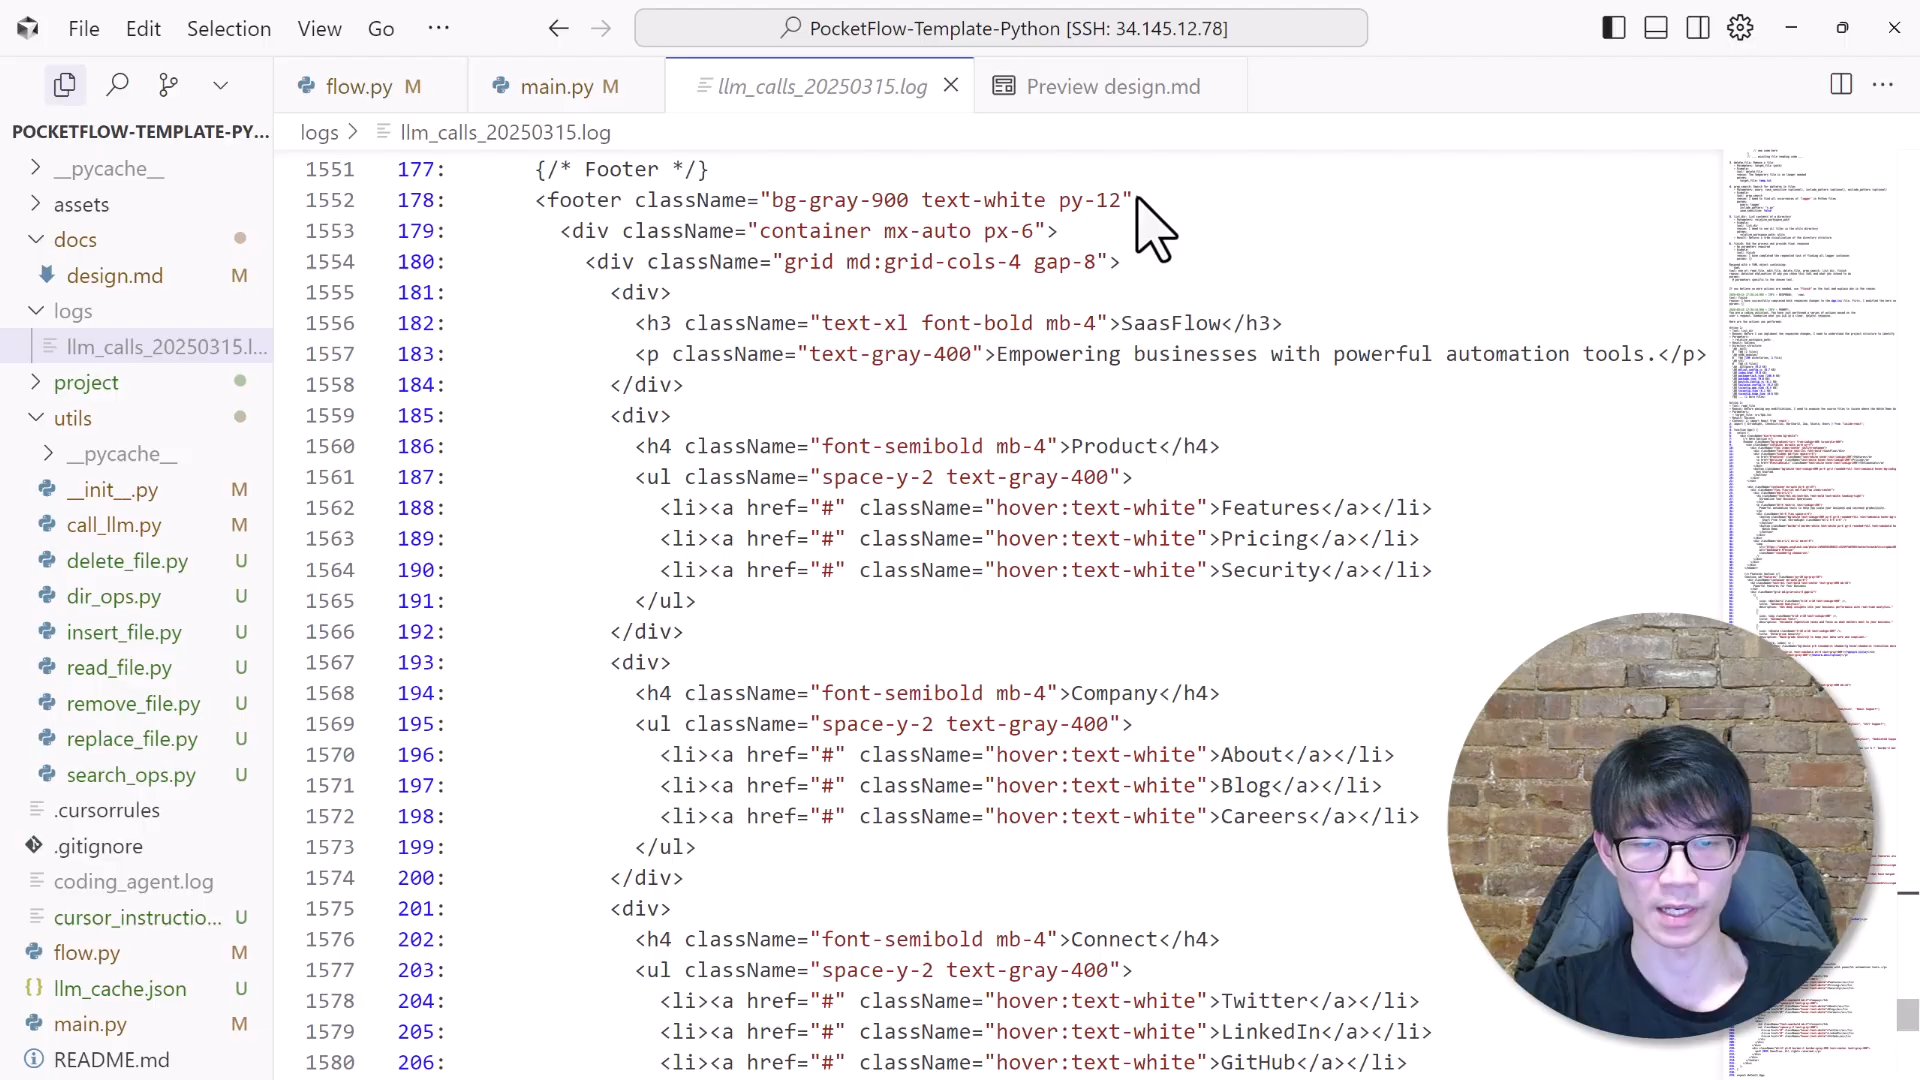 File Edit Selection View Go ··· PocketFlow-Template-Python [SSH: 34.145.12.78]
flow.py M main.py M llm_calls_20250315.log Preview design.md
POCKETFLOW-TEMPLATE-PY...
__pycache__
assets
docs
design.md M
logs
llm_calls_20250315.l...
project
utils
__pycache__
__init__.py M
call_llm.py M
delete_file.py U
dir_ops.py U
insert_file.py U
read_file.py U
remove_file.py U
replace_file.py U
search_ops.py U
.cursorrules
.gitignore
coding_agent.log
cursor_instructio... U
flow.py M
llm_cache.json U
main.py M
README.md
logs > llm_calls_20250315.log
1551 177: {/* Footer */}
1552 178: <footer className="bg-gray-900 text-white py-12"
1553 179: <div className="container mx-auto px-6">
1554 180: <div className="grid md:grid-cols-4 gap-8">
1555 181: <div>
1556 182: <h3 className="text-xl font-bold mb-4">SaasFlow</h3>
1557 183: <p className="text-gray-400">Empowering businesses with powerful automation tools.</p>
1558 184: </div>
1559 185: <div>
1560 186: <h4 className="font-semibold mb-4">Product</h4>
1561 187: <ul className="space-y-2 text-gray-400">
1562 188: <li><a href="#" className="hover:text-white">Features</a></li>
1563 189: <li><a href="#" className="hover:text-white">Pricing</a></li>
1564 190: <li><a href="#" className="hover:text-white">Security</a></li>
1565 191: </ul>
1566 192: </div>
1567 193: <div>
1568 194: <h4 className="font-semibold mb-4">Company</h4>
1569 195: <ul className="space-y-2 text-gray-400">
1570 196: <li><a href="#" className="hover:text-white">About</a></li>
1571 197: <li><a href="#" className="hover:text-white">Blog</a></li>
1572 198: <li><a href="#" className="hover:text-white">Careers</a></li>
1573 199: </ul>
1574 200: </div>
1575 201: <div>
1576 202: <h4 className="font-semibold mb-4">Connect</h4>
1577 203: <ul className="space-y-2 text-gray-400">
1578 204: <li><a href="#" className="hover:text-white">Twitter</a></li>
1579 205: <li><a href="#" className="hover:text-white">LinkedIn</a></li>
1580 206: <li><a href="#" className="hover:text-white">GitHub</a></li>